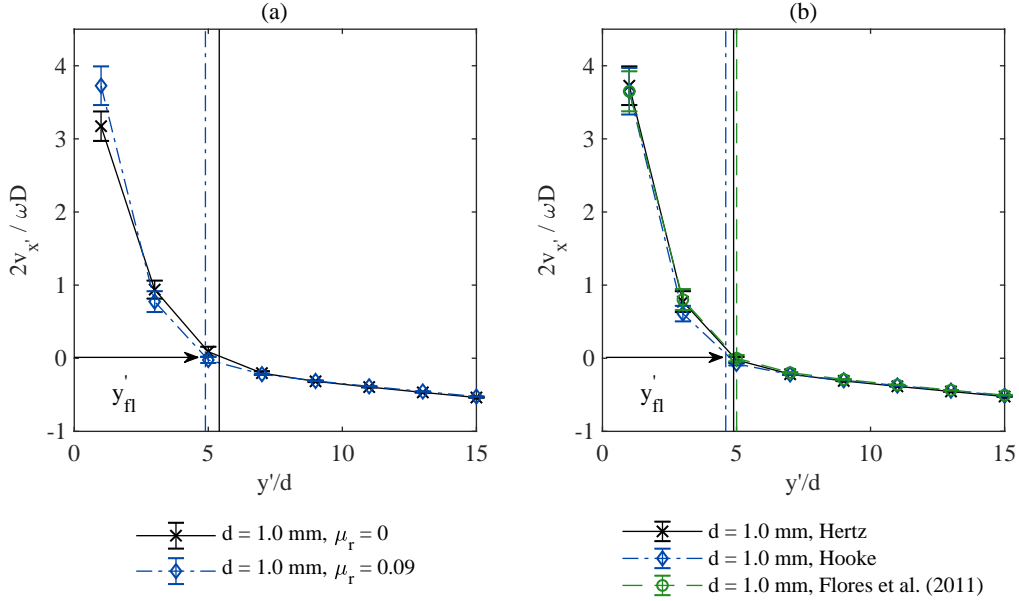 (a)
4
3
2
1
0
-1
0
5
10
15
2v_x' / ωD
y'/d
y'_fl
d = 1.0 mm, μ_r = 0
d = 1.0 mm, μ_r = 0.09
(b)
4
3
2
1
0
-1
0
5
10
15
2v_x' / ωD
y'/d
y'_fl
d = 1.0 mm, Hertz
d = 1.0 mm, Hooke
d = 1.0 mm, Flores et al. (2011)